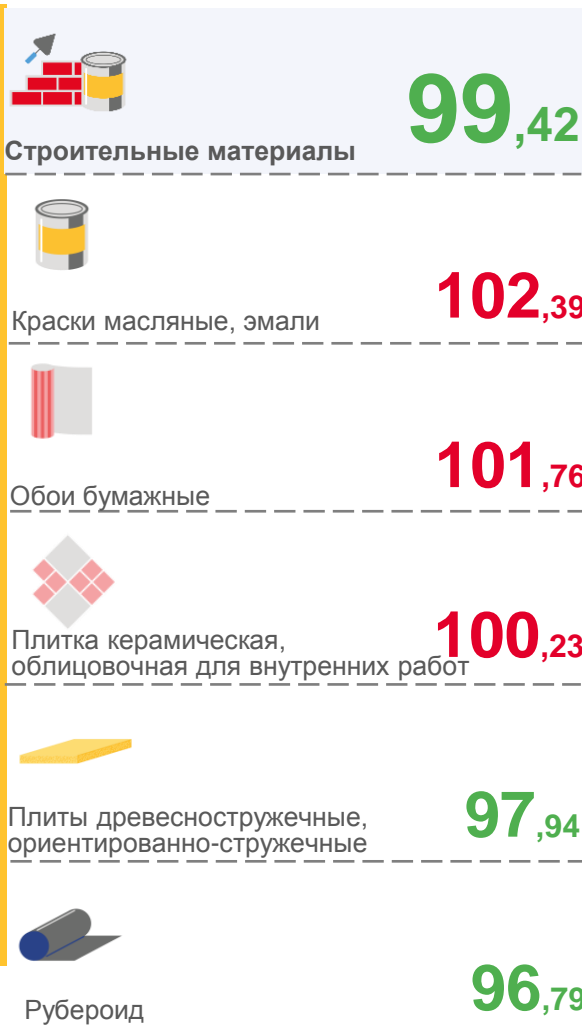 99,42
Строительные материалы
102,39
Краски масляные, эмали
101,76
Обои бумажные
Плитка керамическая,
100,23
облицовочная для внутренних работ
Плиты древесностружечные,
97,94
ориентированно-стружечные
96,79
Рубероид